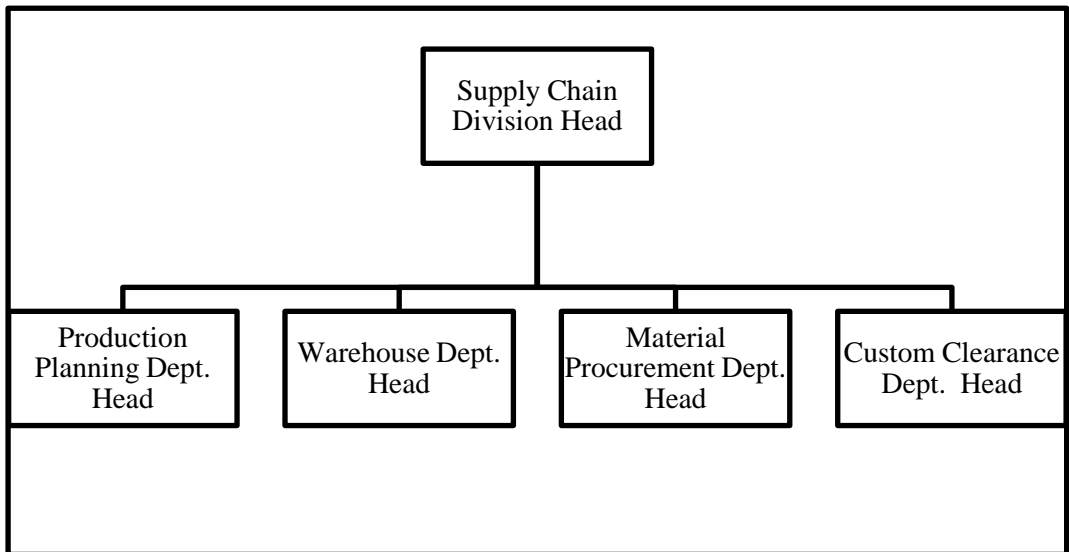 Supply Chain
Division Head
Production
Planning Dept.
Head
Warehouse Dept.
Head
Material
Procurement Dept.
Head
Custom Clearance
Dept.  Head